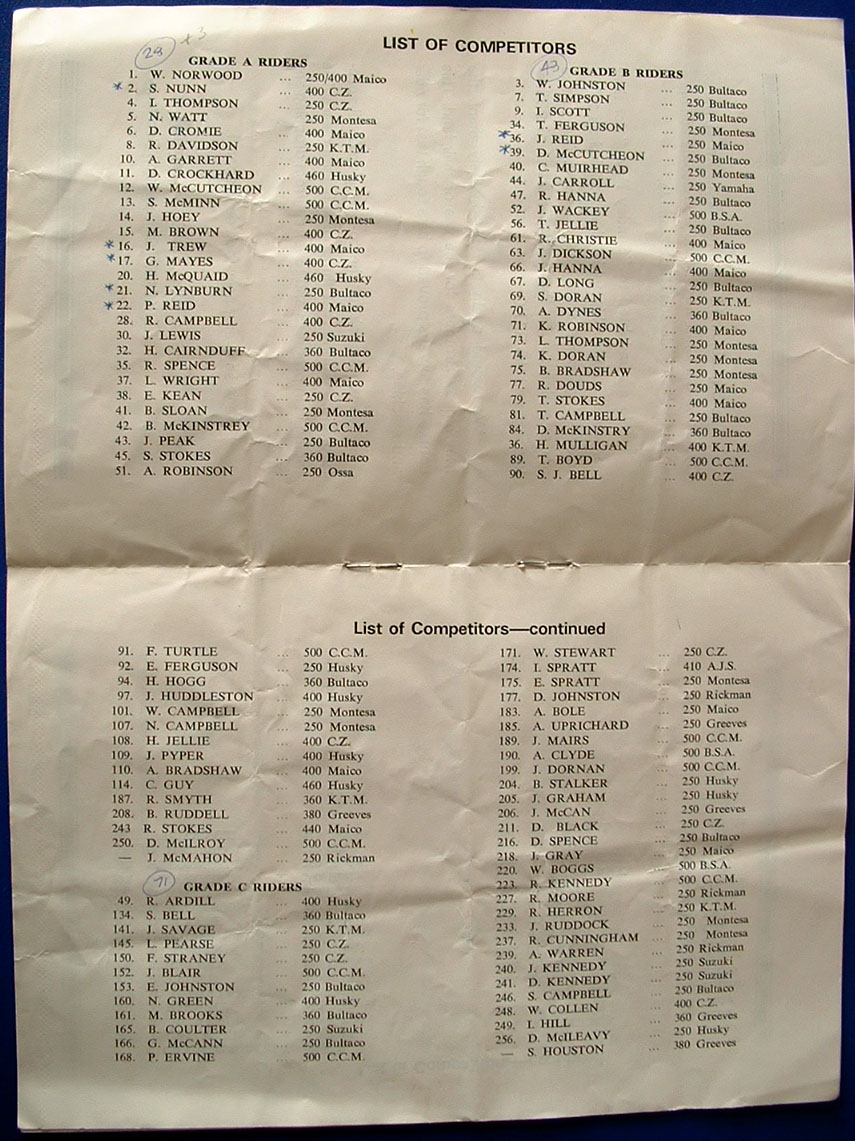 LIST OF COMPETITORS
GRADE A RIDERS
1. W. NORWOOD ... 250/400 Maico
* 2. S. NUNN ... 400 C.Z.
4. I. THOMPSON ... 250 C.Z.
5. N. WATT ... 250 Montesa
6. D. CROMIE ... 400 Maico
8. R. DAVIDSON ... 250 K.T.M.
10. A. GARRETT ... 400 Maico
11. D. CROCKHARD ... 460 Husky
12. W. McCUTCHEON ... 500 C.C.M.
13. S. McMINN ... 500 C.C.M.
14. J. HOEY ... 250 Montesa
15. M. BROWN ... 400 C.Z.
* 16. J. TREW ... 400 Maico
* 17. G. MAYES ... 400 C.Z.
20. H. McQUAID ... 460 Husky
* 21. N. LYNBURN ... 250 Bultaco
* 22. P. REID ... 400 Maico
28. R. CAMPBELL ... 400 C.Z.
30. J. LEWIS ... 250 Suzuki
32. H. CAIRNDUFF ... 360 Bultaco
35. R. SPENCE ... 500 C.C.M.
37. L. WRIGHT ... 400 Maico
38. E. KEAN ... 250 C.Z.
41. B. SLOAN ... 250 Montesa
42. B. McKINSTREY ... 500 C.C.M.
43. J. PEAK ... 250 Bultaco
45. S. STOKES ... 360 Bultaco
51. A. ROBINSON ... 250 Ossa
43
GRADE B RIDERS
3. W. JOHNSTON ... 250 Bultaco
7. T. SIMPSON ... 250 Bultaco
9. I. SCOTT ... 250 Bultaco
34. T. FERGUSON ... 250 Montesa
* 36. J. REID ... 250 Maico
* 39. D. McCUTCHEON ... 250 Bultaco
40. C. MUIRHEAD ... 250 Montesa
44. J. CARROLL ... 250 Yamaha
47. R. HANNA ... 250 Bultaco
52. J. WACKEY ... 500 B.S.A.
56. T. JELLIE ... 250 Bultaco
61. R. CHRISTIE ... 400 Maico
63. J. DICKSON ... 500 C.C.M.
66. J. HANNA ... 400 Maico
67. D. LONG ... 250 Bultaco
69. S. DORAN ... 250 K.T.M.
70. A. DYNES ... 360 Bultaco
71. K. ROBINSON ... 400 Maico
73. L. THOMPSON ... 250 Montesa
74. K. DORAN ... 250 Montesa
75. B. BRADSHAW ... 250 Montesa
77. R. DOUDS ... 250 Maico
79. T. STOKES ... 400 Maico
81. T. CAMPBELL ... 250 Bultaco
84. D. McKINSTRY ... 360 Bultaco
36. H. MULLIGAN ... 400 K.T.M.
89. T. BOYD ... 500 C.C.M.
90. S. J. BELL ... 400 C.Z.
List of Competitors—continued
91. F. TURTLE ... 500 C.C.M.
92. E. FERGUSON ... 250 Husky
94. H. HOGG ... 360 Bultaco
97. J. HUDDLESTON ... 400 Husky
101. W. CAMPBELL ... 250 Montesa
107. N. CAMPBELL ... 250 Montesa
108. H. JELLIE ... 400 C.Z.
109. J. PYPER ... 400 Husky
110. A. BRADSHAW ... 400 Maico
114. C. GUY ... 460 Husky
187. R. SMYTH ... 360 K.T.M.
208. B. RUDDELL ... 380 Greeves
243 R. STOKES ... 440 Maico
250. D. McILROY ... 500 C.C.M.
— J. McMAHON ... 250 Rickman
GRADE C RIDERS
49. R. ARDILL ... 400 Husky
134. S. BELL ... 360 Bultaco
141. J. SAVAGE ... 250 K.T.M.
145. L. PEARSE ... 250 C.Z.
150. F. STRANEY ... 250 C.Z.
152. J. BLAIR ... 500 C.C.M.
153. E. JOHNSTON ... 250 Bultaco
160. N. GREEN ... 400 Husky
161. M. BROOKS ... 360 Bultaco
165. B. COULTER ... 250 Suzuki
166. G. McCANN ... 250 Bultaco
168. P. ERVINE ... 500 C.C.M.
171. W. STEWART ... 250 C.Z.
174. I. SPRATT ... 410 A.J.S.
175. E. SPRATT ... 250 Montesa
177. D. JOHNSTON ... 250 Rickman
183. A. BOLE ... 250 Maico
185. A. UPRICHARD ... 250 Greeves
189. J. MAIRS ... 500 C.C.M.
190. A. CLYDE ... 500 B.S.A.
199. J. DORNAN ... 500 C.C.M.
204. B. STALKER ... 250 Husky
205. J. GRAHAM ... 250 Husky
206. J. McCAN ... 250 Greeves
211. D. BLACK ... 250 C.Z.
216. D. SPENCE ... 250 Bultaco
218. J. GRAY ... 250 Maico
220. W. BOGGS ... 500 B.S.A.
223. R. KENNEDY ... 500 C.C.M.
227. R. MOORE ... 250 Rickman
229. R. HERRON ... 250 K.T.M.
233. J. RUDDOCK ... 250 Montesa
237. R. CUNNINGHAM ... 250 Montesa
239. A. WARREN ... 250 Rickman
240. J. KENNEDY ... 250 Suzuki
241. D. KENNEDY ... 250 Suzuki
246. S. CAMPBELL ... 250 Bultaco
248. W. COLLEN ... 400 C.Z.
249. I. HILL ... 360 Greeves
256. D. McILEAVY ... 250 Husky
— S. HOUSTON ... 380 Greeves